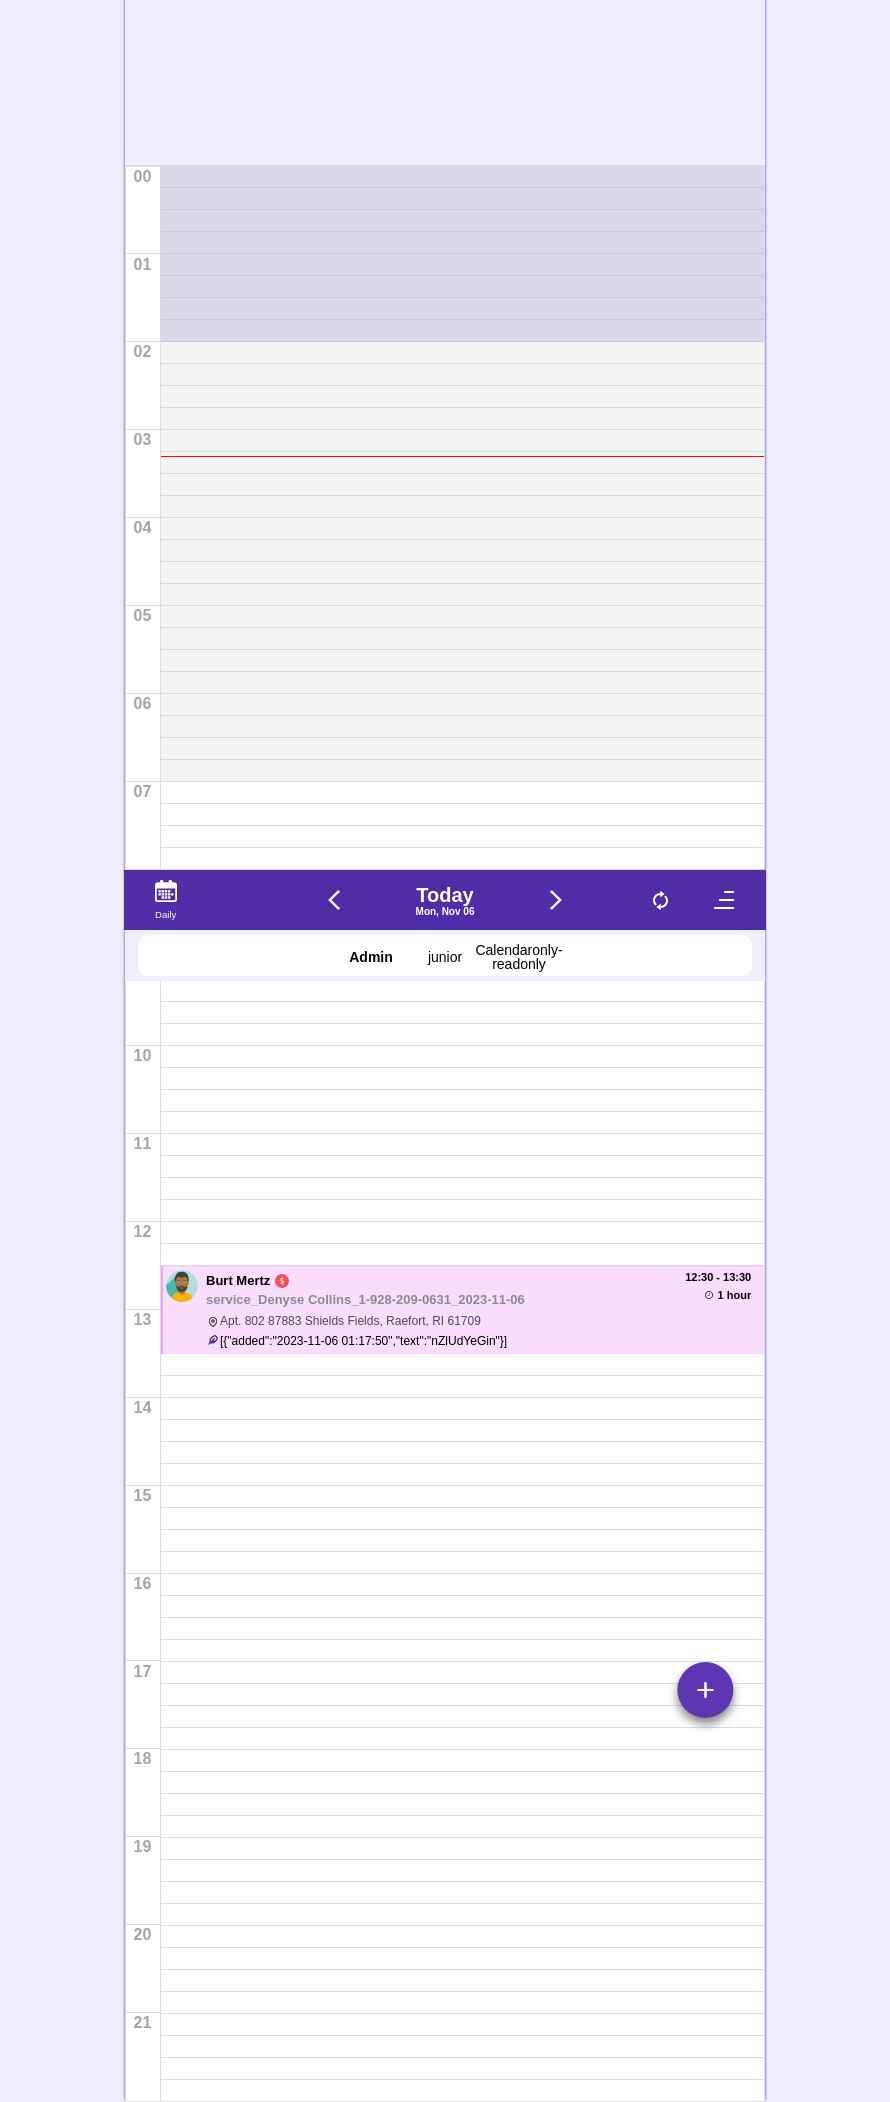 00
01
02
03
04
05
06
07
Daily
Today
Mon, Nov 06
Admin
junior
Calendaronly-
readonly
10
11
12
Burt Mertz $
12:30 - 13:30
service_Denyse Collins_1-928-209-0631_2023-11-06
1 hour
13
Apt. 802 87883 Shields Fields, Raefort, RI 61709
[{"added":"2023-11-06 01:17:50","text":"nZlUdYeGin"}]
14
15
16
17
+
18
19
20
21